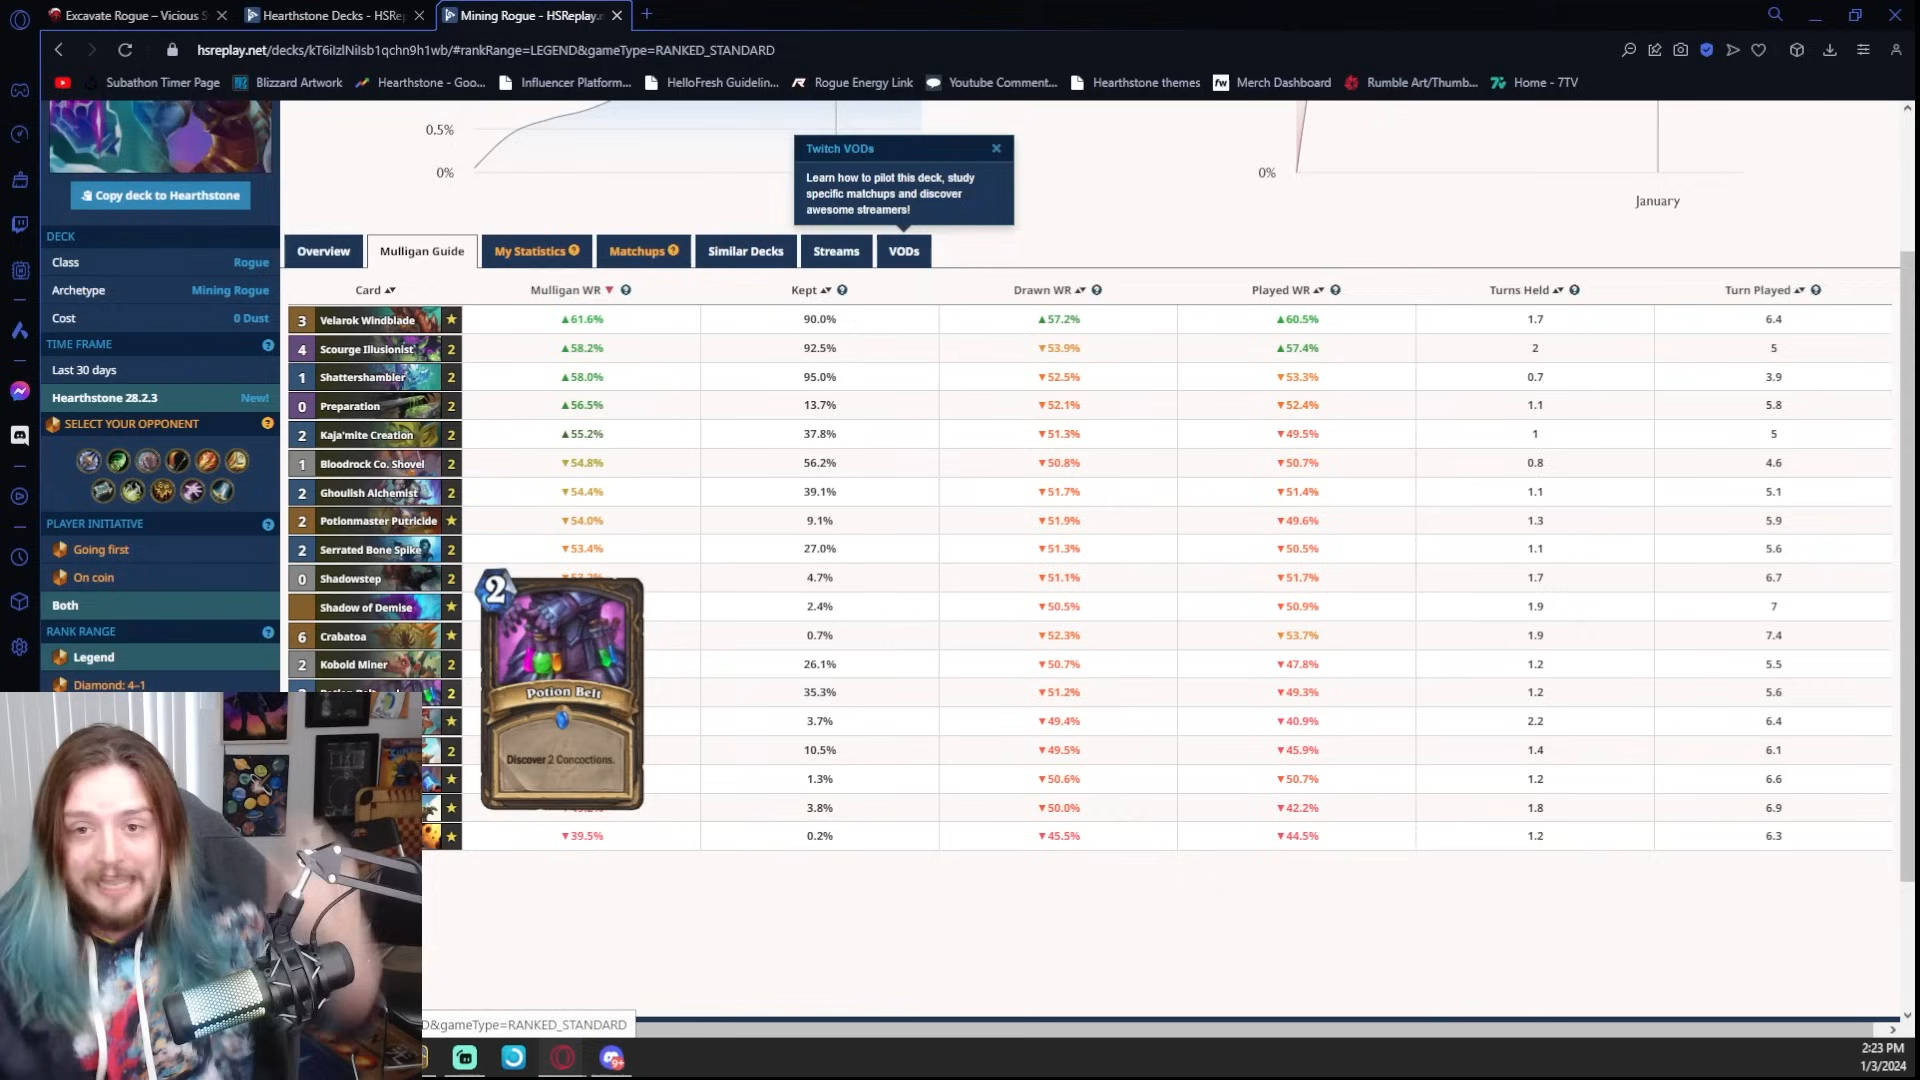 Excavate Rogue – Vicious S
Hearthstone Decks - HSRe
Mining Rogue - HSReplay.n
hsreplay.net/decks/kT6iIzlNiIsb1qchn9h1wb/#rankRange=LEGEND&gameType=RANKED_STANDARD
Subathon Timer Page
Blizzard Artwork
Hearthstone - Goo...
Influencer Platform...
HelloFresh Guidelin...
Rogue Energy Link
Youtube Comment...
Hearthstone themes
fw Merch Dashboard
Rumble Art/Thumb...
Home - 7TV
0.5%
0%
0%
January
Twitch VODs
Learn how to pilot this deck, study
specific matchups and discover
awesome streamers!
Copy deck to Hearthstone
DECK
Class Rogue
Archetype Mining Rogue
Cost 0 Dust
TIME FRAME
Last 30 days
Hearthstone 28.2.3 New!
SELECT YOUR OPPONENT
PLAYER INITIATIVE
Going first
On coin
Both
RANK RANGE
Legend
Diamond: 4–1
Overview Mulligan Guide My Statistics Matchups Similar Decks Streams VODs
Card Mulligan WR Kept Drawn WR Played WR Turns Held Turn Played
3 Velarok Windblade ★ ▲61.6% 90.0% ▲57.2% ▲60.5% 1.7 6.4
4 Scourge Illusionist 2 ▲58.2% 92.5% ▼53.9% ▲57.4% 2 5
1 Shattershambler 2 ▲58.0% 95.0% ▼52.5% ▼53.3% 0.7 3.9
0 Preparation 2 ▲56.5% 13.7% ▼52.1% ▼52.4% 1.1 5.8
2 Kaja'mite Creation 2 ▲55.2% 37.8% ▼51.3% ▼49.5% 1 5
1 Bloodrock Co. Shovel 2 ▼54.8% 56.2% ▼50.8% ▼50.7% 0.8 4.6
2 Ghoulish Alchemist 2 ▼54.4% 39.1% ▼51.7% ▼51.4% 1.1 5.1
2 Potionmaster Putricide ★ ▼54.0% 9.1% ▼51.9% ▼49.6% 1.3 5.9
2 Serrated Bone Spike 2 ▼53.4% 27.0% ▼51.3% ▼50.5% 1.1 5.6
0 Shadowstep 2 4.7% ▼51.1% ▼51.7% 1.7 6.7
Shadow of Demise ★ 2.4% ▼50.5% ▼50.9% 1.9 7
6 Crabatoa ★ 0.7% ▼52.3% ▼53.7% 1.9 7.4
2 Kobold Miner 2 26.1% ▼50.7% ▼47.8% 1.2 5.5
2 35.3% ▼51.2% ▼49.3% 1.2 5.6
★ 3.7% ▼49.4% ▼40.9% 2.2 6.4
2 10.5% ▼49.5% ▼45.9% 1.4 6.1
★ 1.3% ▼50.6% ▼50.7% 1.2 6.6
★ 3.8% ▼50.0% ▼42.2% 1.8 6.9
★ ▼39.5% 0.2% ▼45.5% ▼44.5% 1.2 6.3
2
Potion Belt
Discover 2 Concoctions.
D&gameType=RANKED_STANDARD
9+
2:23 PM
1/3/2024